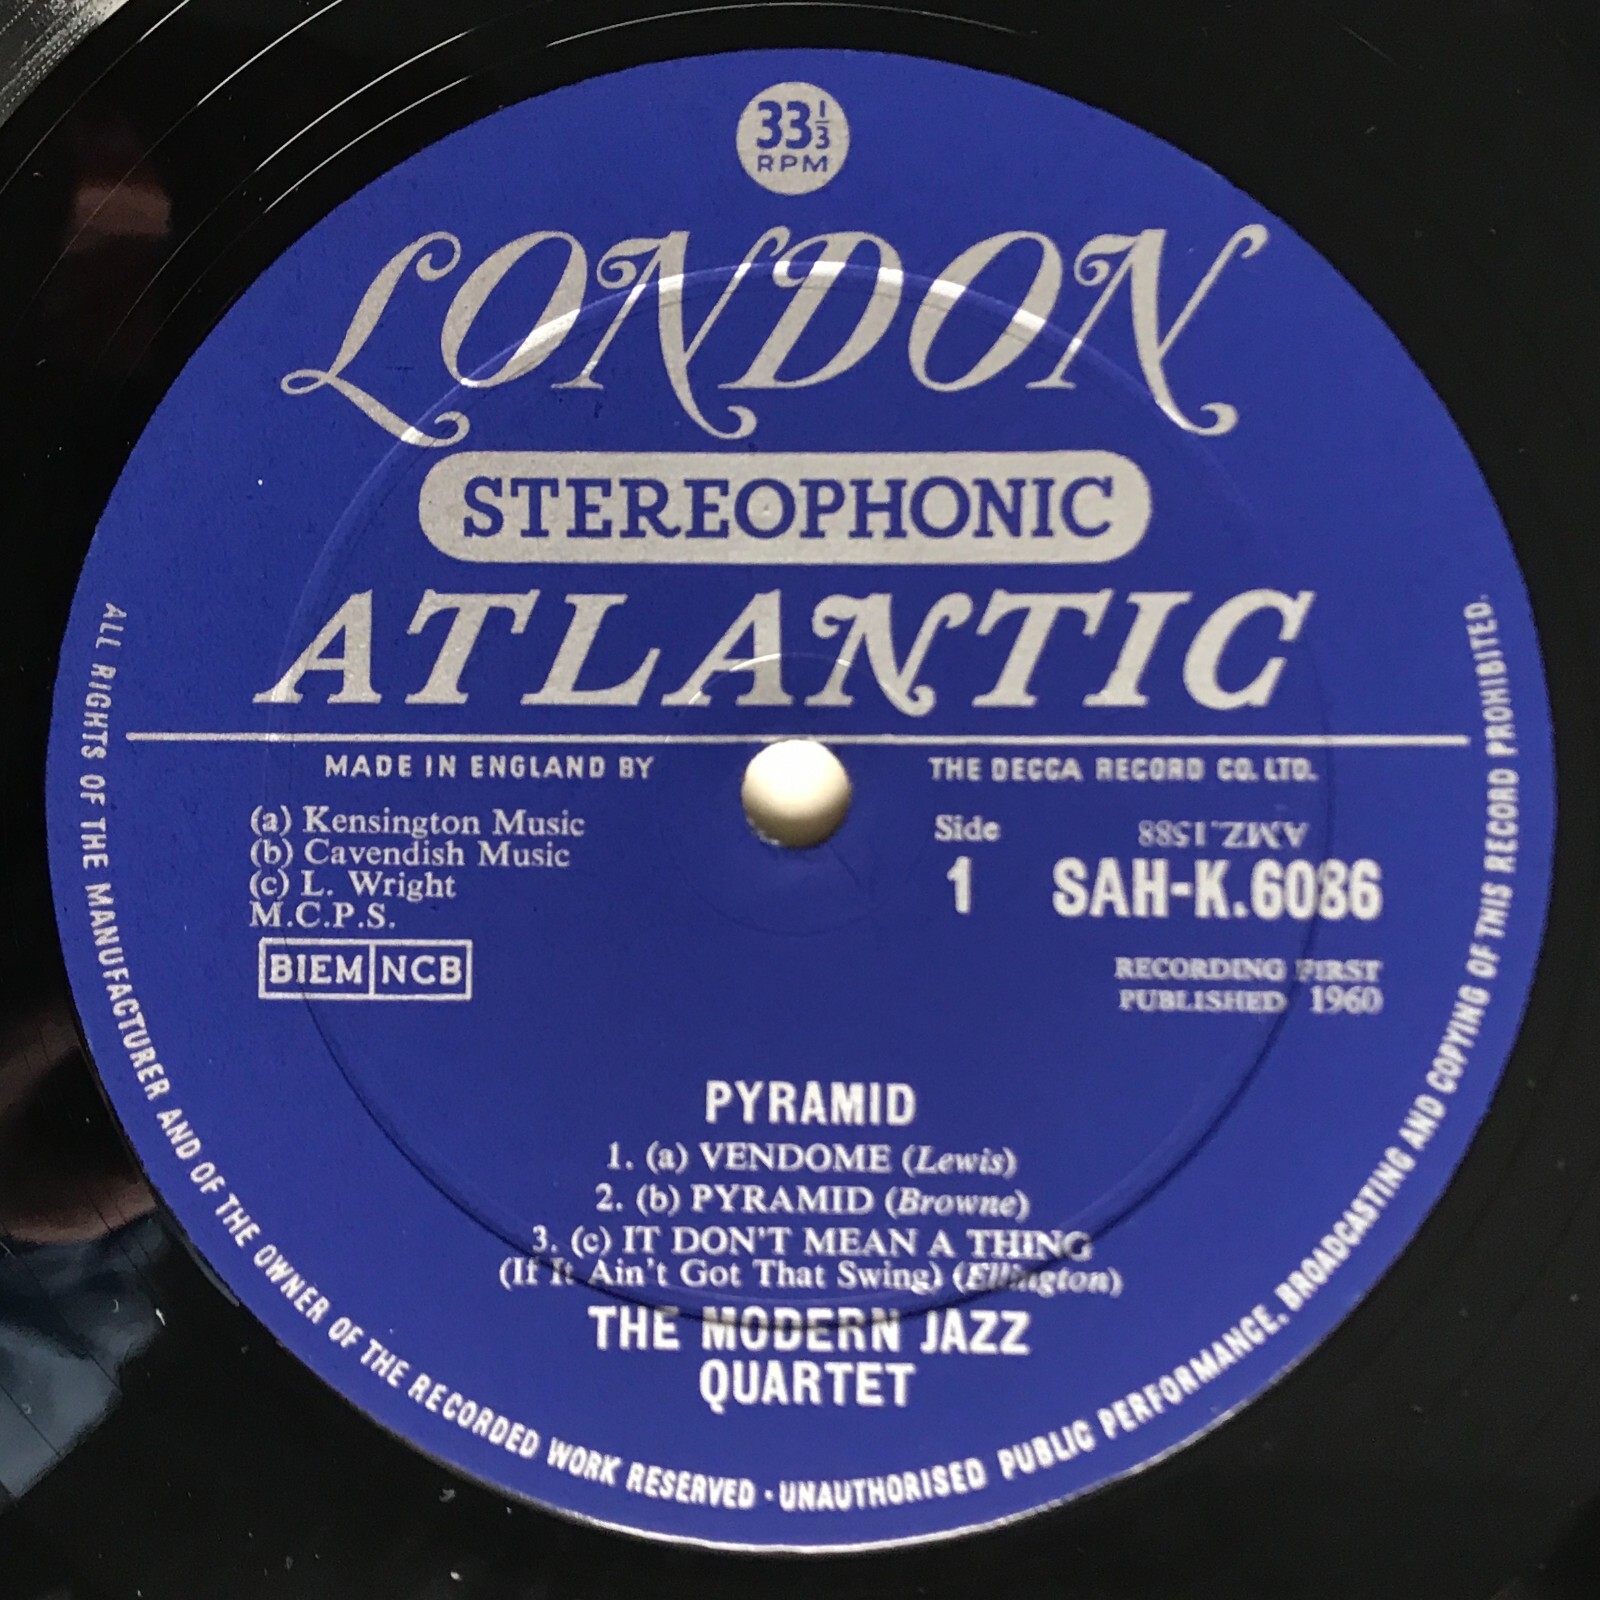 33⅓
RPM
LONDON
STEREOPHONIC
ATLANTIC
MADE IN ENGLAND BY THE DECCA RECORD CO. LTD.
(a) Kensington Music
(b) Cavendish Music
(c) L. Wright
M.C.P.S.
BIEM NCB
Side
1
AMZ.1588
SAH-K.6086
RECORDING FIRST
PUBLISHED 1960
PYRAMID
1. (a) VENDOME (Lewis)
2. (b) PYRAMID (Browne)
3. (c) IT DON'T MEAN A THING
(If It Ain't Got That Swing) (Ellington)
THE MODERN JAZZ
QUARTET
ALL RIGHTS OF THE MANUFACTURER AND OF THE OWNER OF THE RECORDED WORK RESERVED · UNAUTHORISED PUBLIC PERFORMANCE, BROADCASTING AND COPYING OF THIS RECORD PROHIBITED.